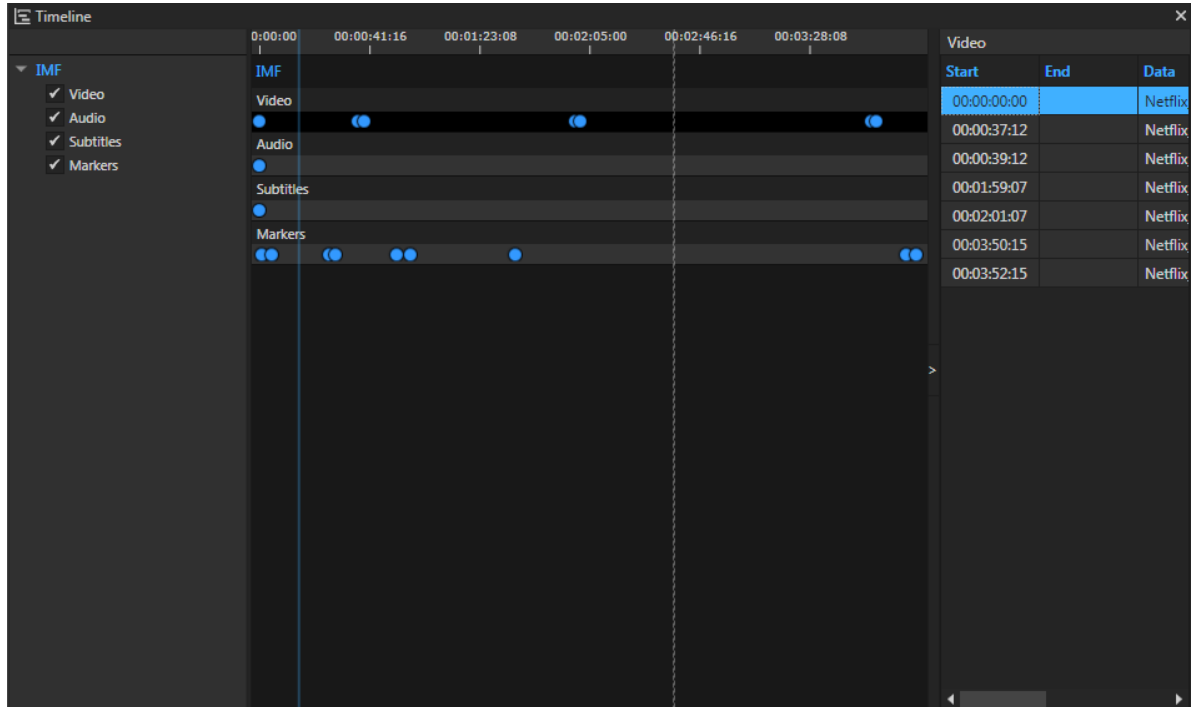 Timeline
0:00:00 00:00:41:16 00:01:23:08 00:02:05:00 00:02:46:16 00:03:28:08
IMF
Video
Audio
Subtitles
Markers
IMF
Video
Audio
Subtitles
Markers
Video
Start End Data
00:00:00:00 Netflix
00:00:37:12 Netflix
00:00:39:12 Netflix
00:01:59:07 Netflix
00:02:01:07 Netflix
00:03:50:15 Netflix
00:03:52:15 Netflix